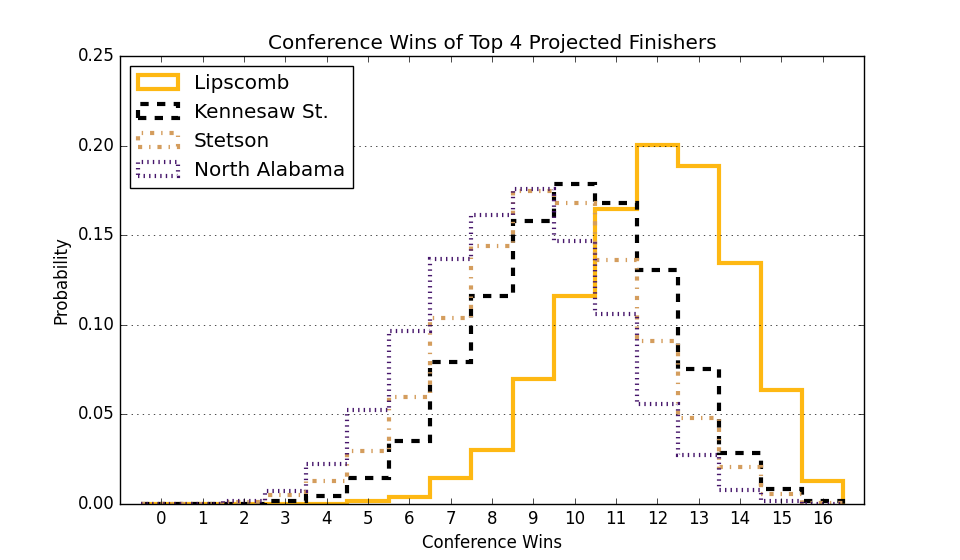 Conference Wins of Top 4 Projected Finishers
0.25
0.20
0.15
0.10
0.05
0.00
Probability
Lipscomb
Kennesaw St.
Stetson
North Alabama
0 1 2 3 4 5 6 7 8 9 10 11 12 13 14 15 16
Conference Wins